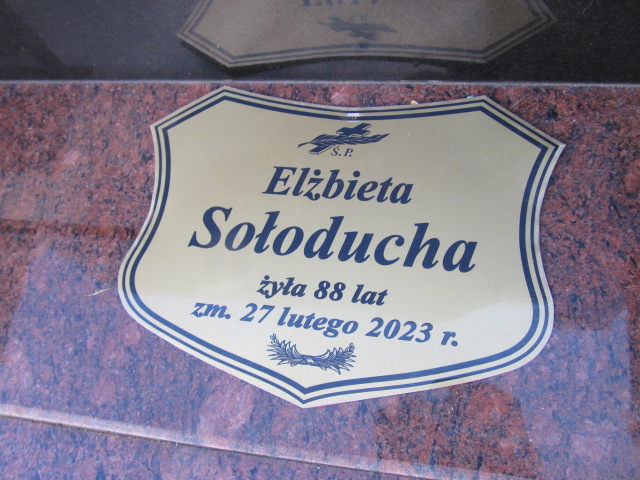 Ś.P.
Elżbieta
Sołoducha
żyła 88 lat
zm. 27 lutego 2023 r.